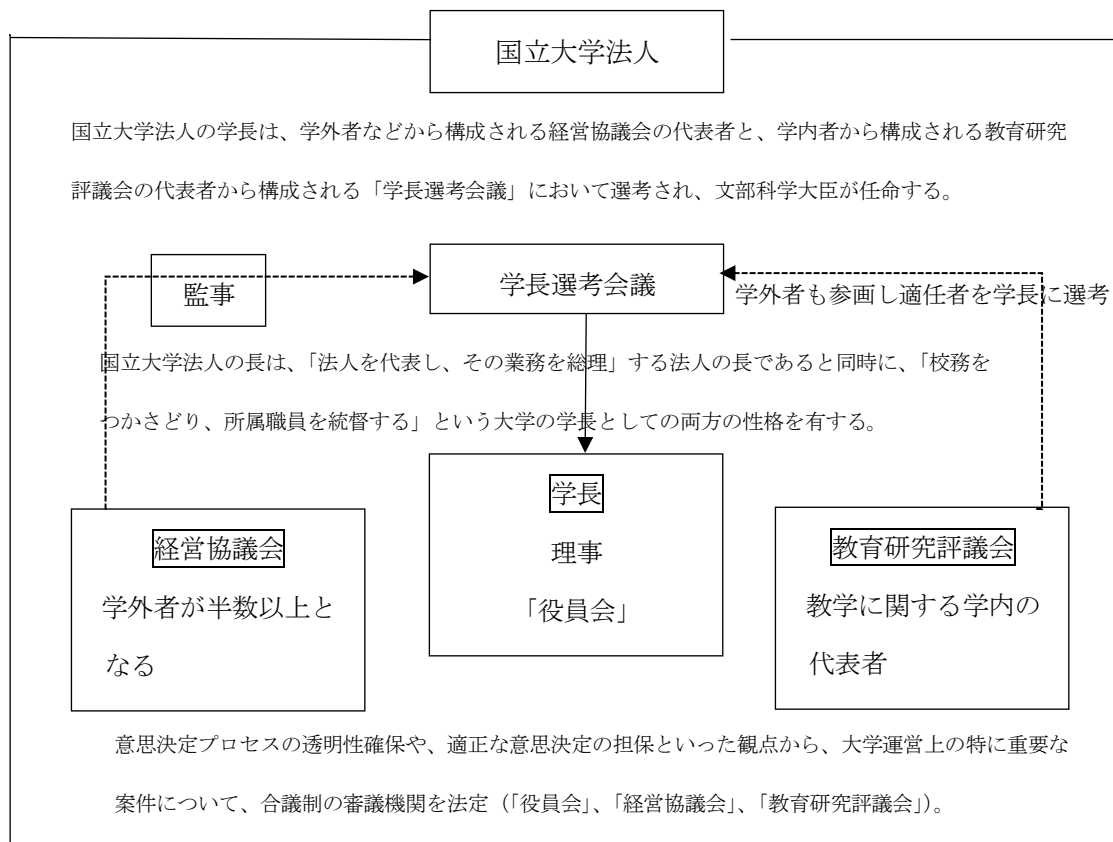 国立大学法人
国立大学法人の学長は、学外者などから構成される経営協議会の代表者と、学内者から構成される教育研究
評議会の代表者から構成される「学長選考会議」において選考され、文部科学大臣が任命する。
監事
学長選考会議
学外者も参画し適任者を学長に選考
国立大学法人の長は、「法人を代表し、その業務を総理」する法人の長であると同時に、「校務を
つかさどり、所属職員を統督する」という大学の学長としての両方の性格を有する。
学長
理事
「役員会」
経営協議会
学外者が半数以上と
なる
教育研究評議会
教学に関する学内の
代表者
意思決定プロセスの透明性確保や、適正な意思決定の担保といった観点から、大学運営上の特に重要な
案件について、合議制の審議機関を法定（「役員会」、「経営協議会」、「教育研究評議会」）。